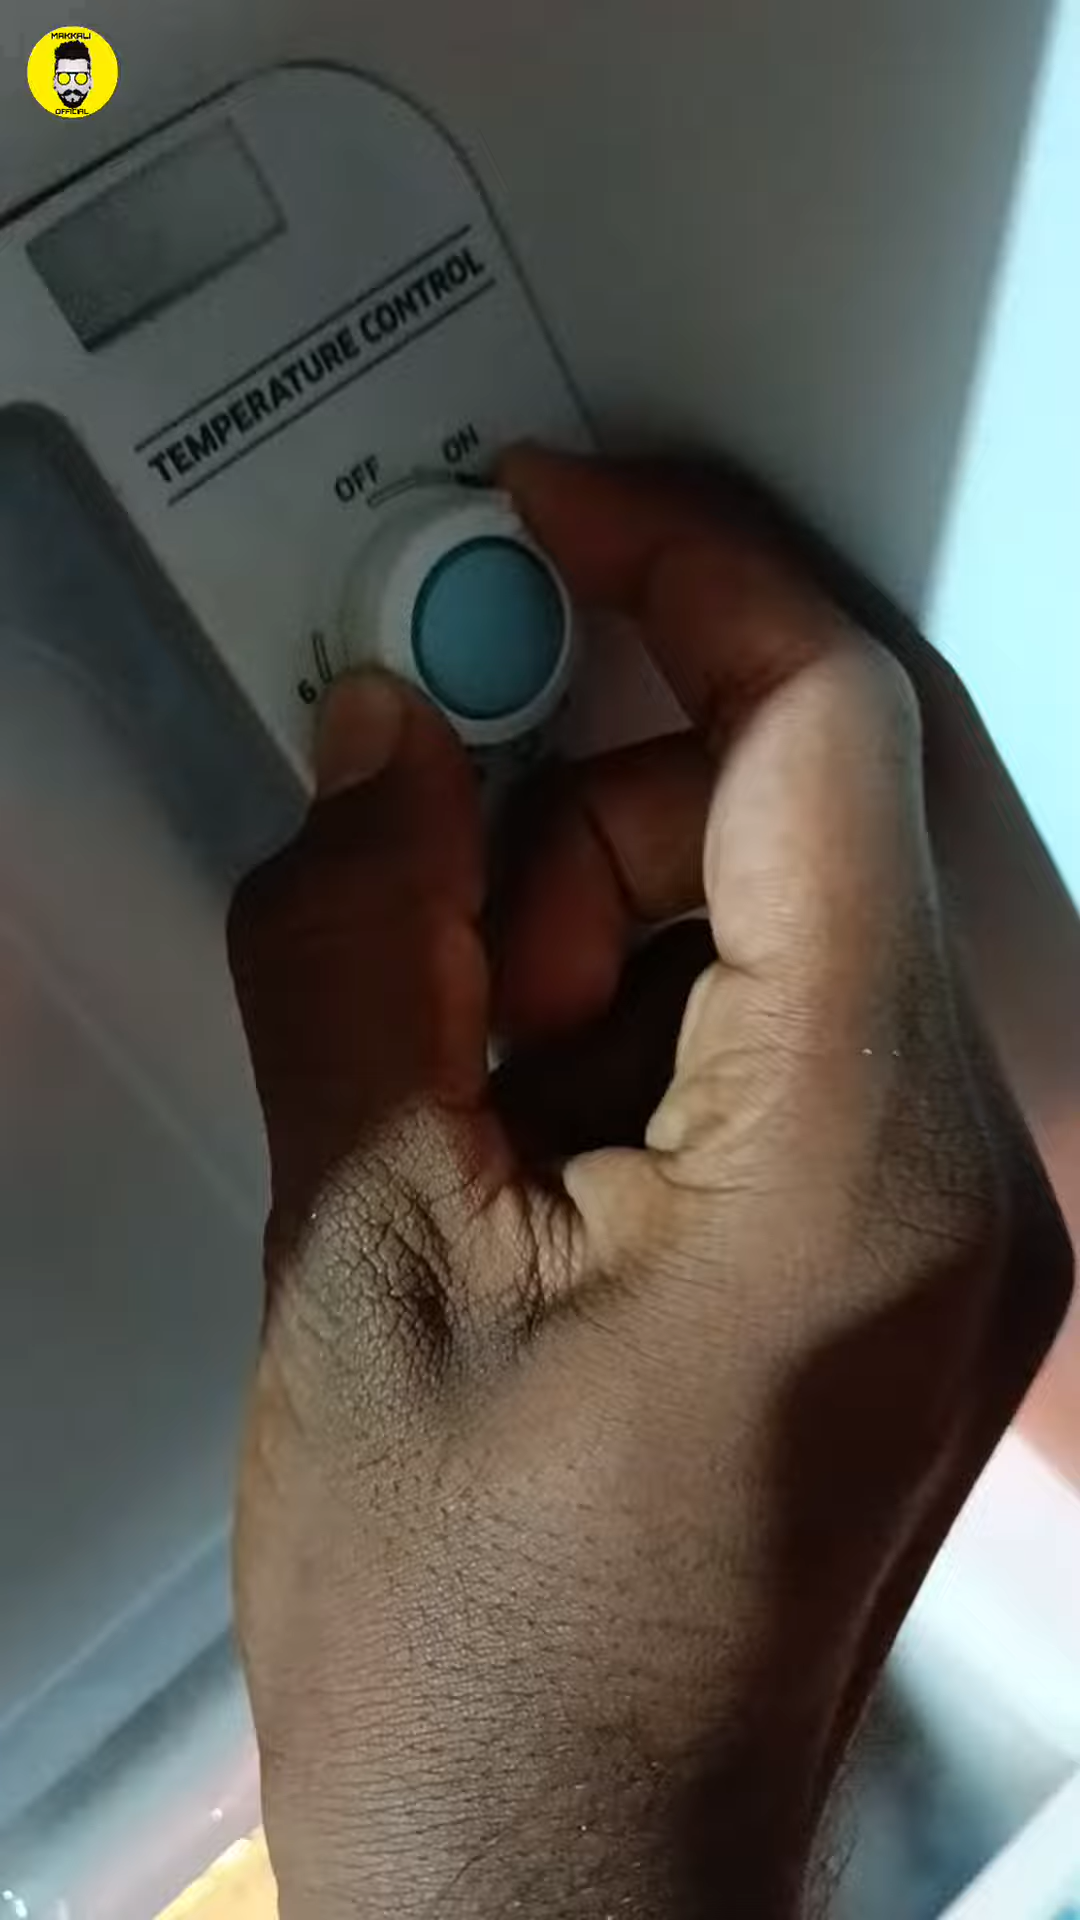 MAKKALI
OFFICIAL
TEMPERATURE CONTROL
OFF
ON
6